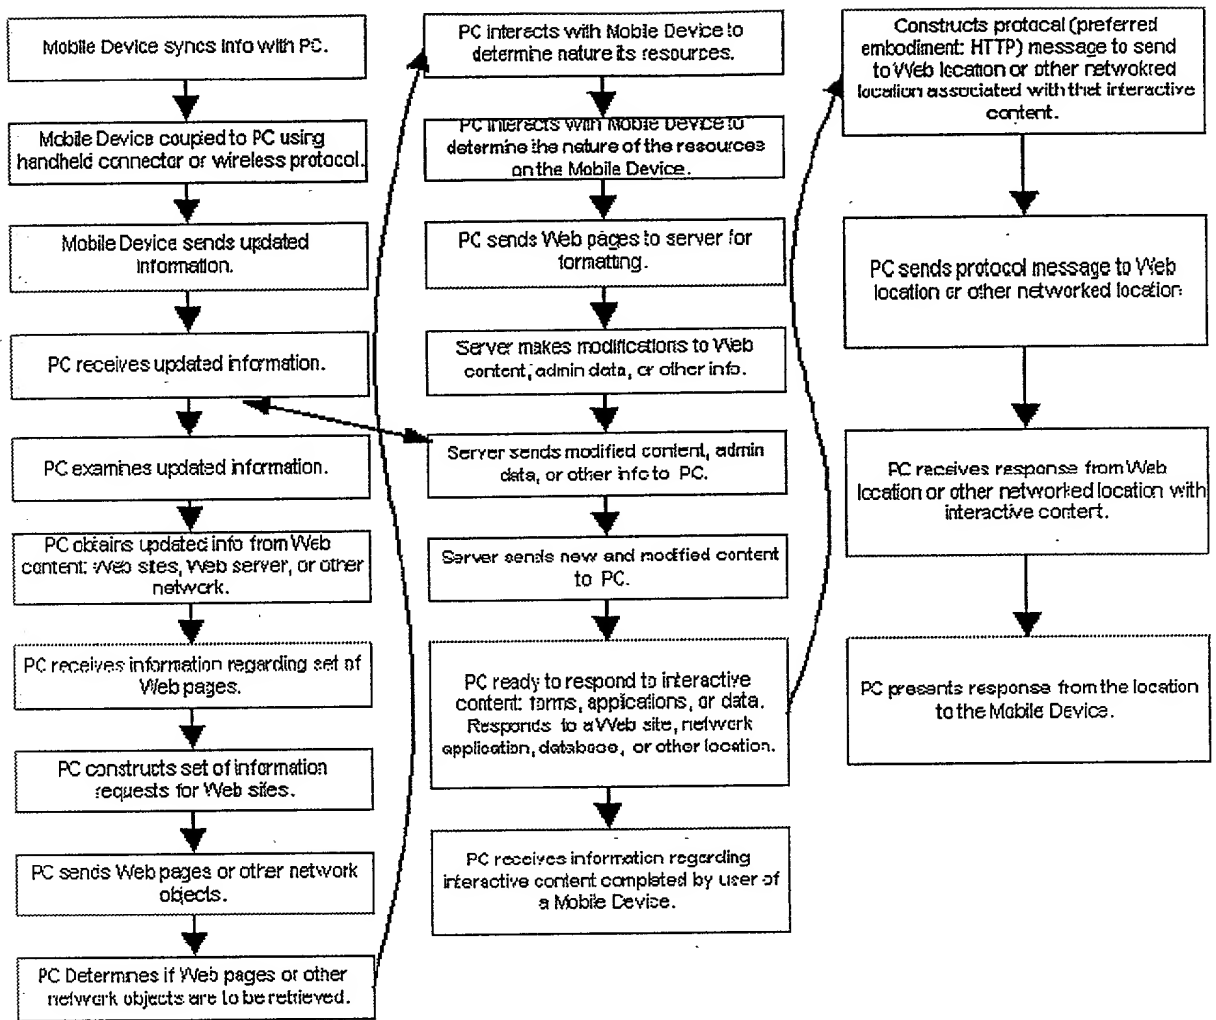 Mobile Device syncs Info with PC.
Mobile Device coupled to PC using
handheld connector or wireless protocol.
Mobile Device sends updated
information.
PC receives updated information.
PC examines updated information.
PC obtains updated info from Web
content: Web sites, Web server, or other
network.
PC receives information regarding set of
Web pages.
PC constructs set of information
requests for Web sites.
PC sends Web pages or other network
objects.
PC Determines if Web pages or other
network objects are to be retrieved.
PC interacts with Mobile Device to
determine nature its resources.
PC interacts with Mobile Device to
determine the nature of the resources
on the Mobile Device.
PC sends Web pages to server for
formatting.
Server makes modifications to Web
content, admin data, or other info.
Server sends modified content, admin
data, or other info to PC.
Server sends new and modified content
to PC.
PC ready to respond to interactive
content: forms, applications, or data.
Responds to a Web site, network
application, database, or other location.
PC receives information regarding
interactive content completed by user of
a Mobile Device.
Constructs protocal (preferred
embodiment: HTTP) message to send
to Web location or other netwokred
location associated with that interactive
content.
PC sends protocol message to Web
location or other networked location.
PC receives response from Web
location or other networked location with
interactive content.
PC presents response from the location
to the Mobile Device.